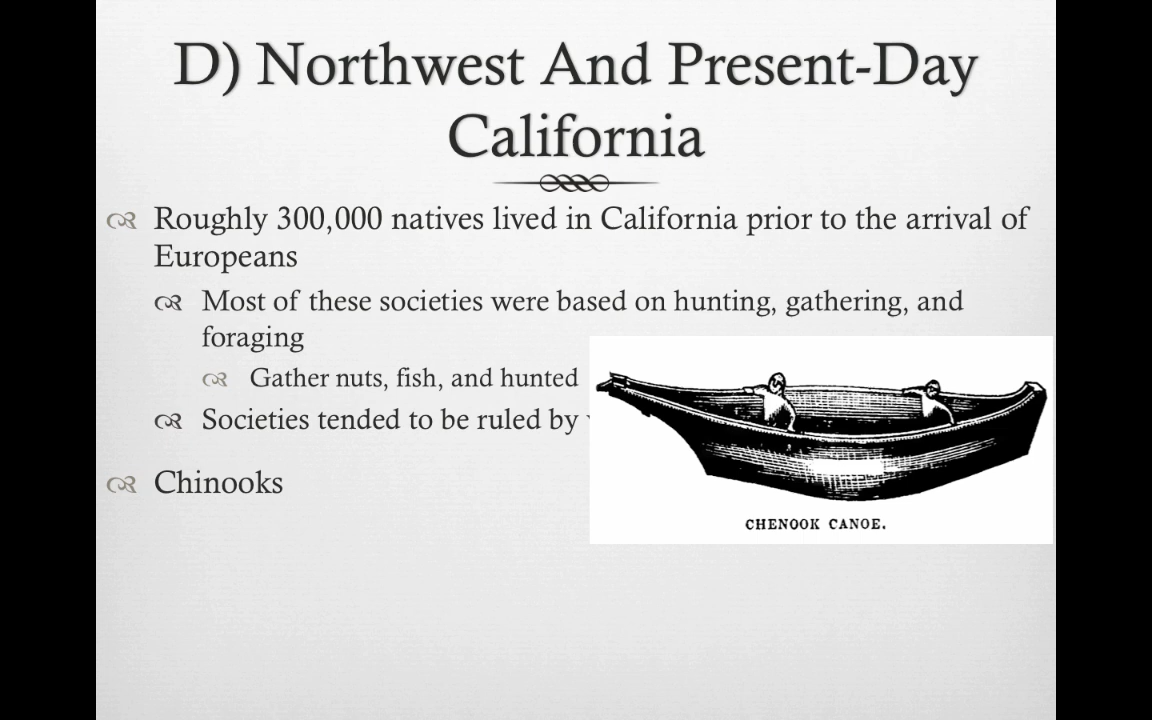 D) Northwest And Present-Day
California
Roughly 300,000 natives lived in California prior to the arrival of
Europeans
Most of these societies were based on hunting, gathering, and
foraging
Gather nuts, fish, and hunted
Societies tended to be ruled by
Chinooks
CHENOOK CANOE.